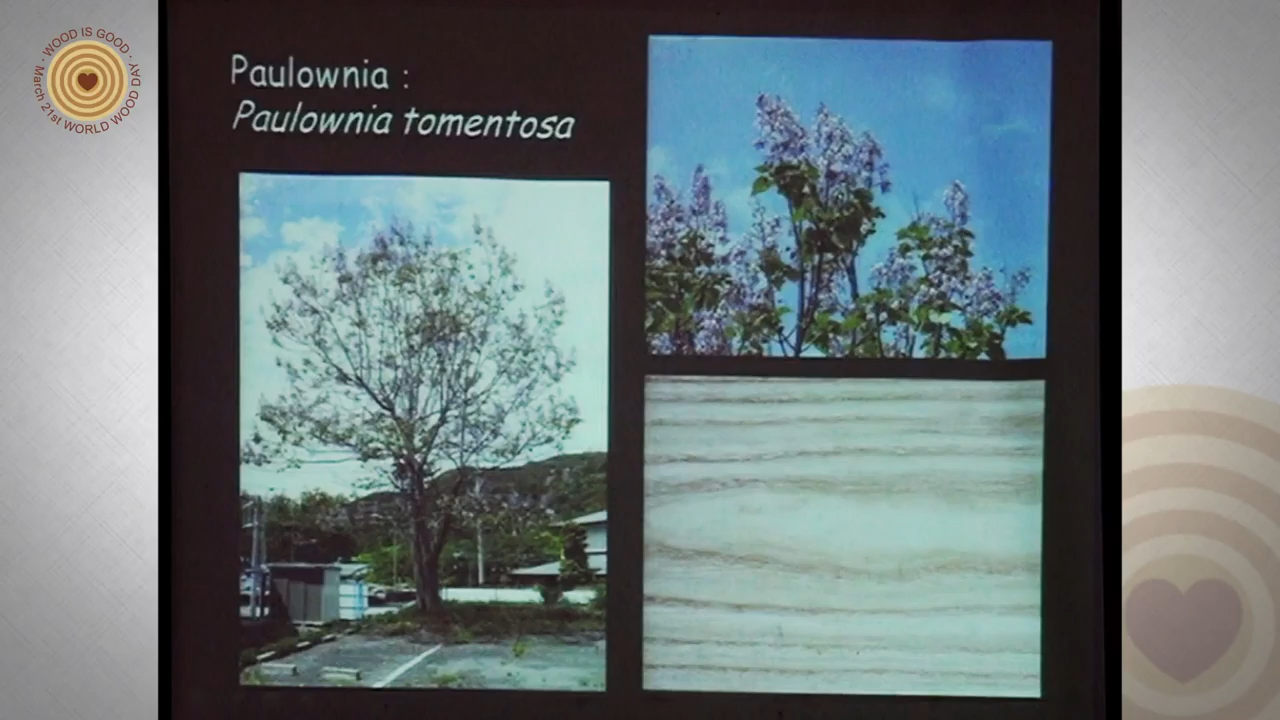 WOOD IS GOOD · March 21st WORLD WOOD DAY ·
Paulownia :
Paulownia tomentosa